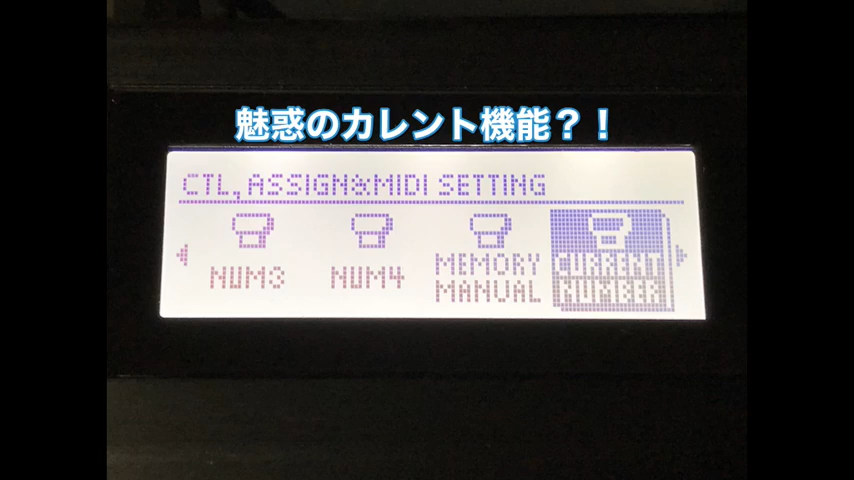 魅惑のカレント機能？！
CTL, ASSIGN&MIDI SETTING
NUM3
NUM4
MEMORY
MANUAL
CURRENT
NUMBER